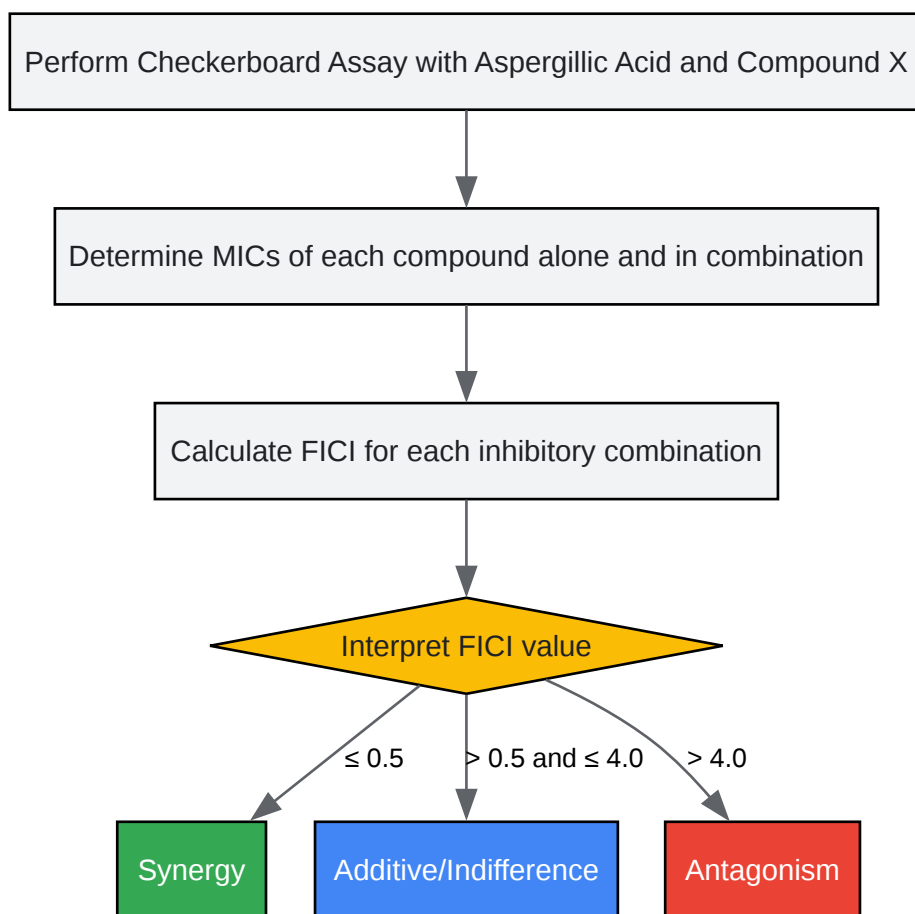 Perform Checkerboard Assay with Aspergillic Acid and Compound X
Determine MICs of each compound alone and in combination
Calculate FICI for each inhibitory combination
Interpret FICI value
≤ 0.5
> 0.5 and ≤ 4.0
> 4.0
Synergy
Additive/Indifference
Antagonism